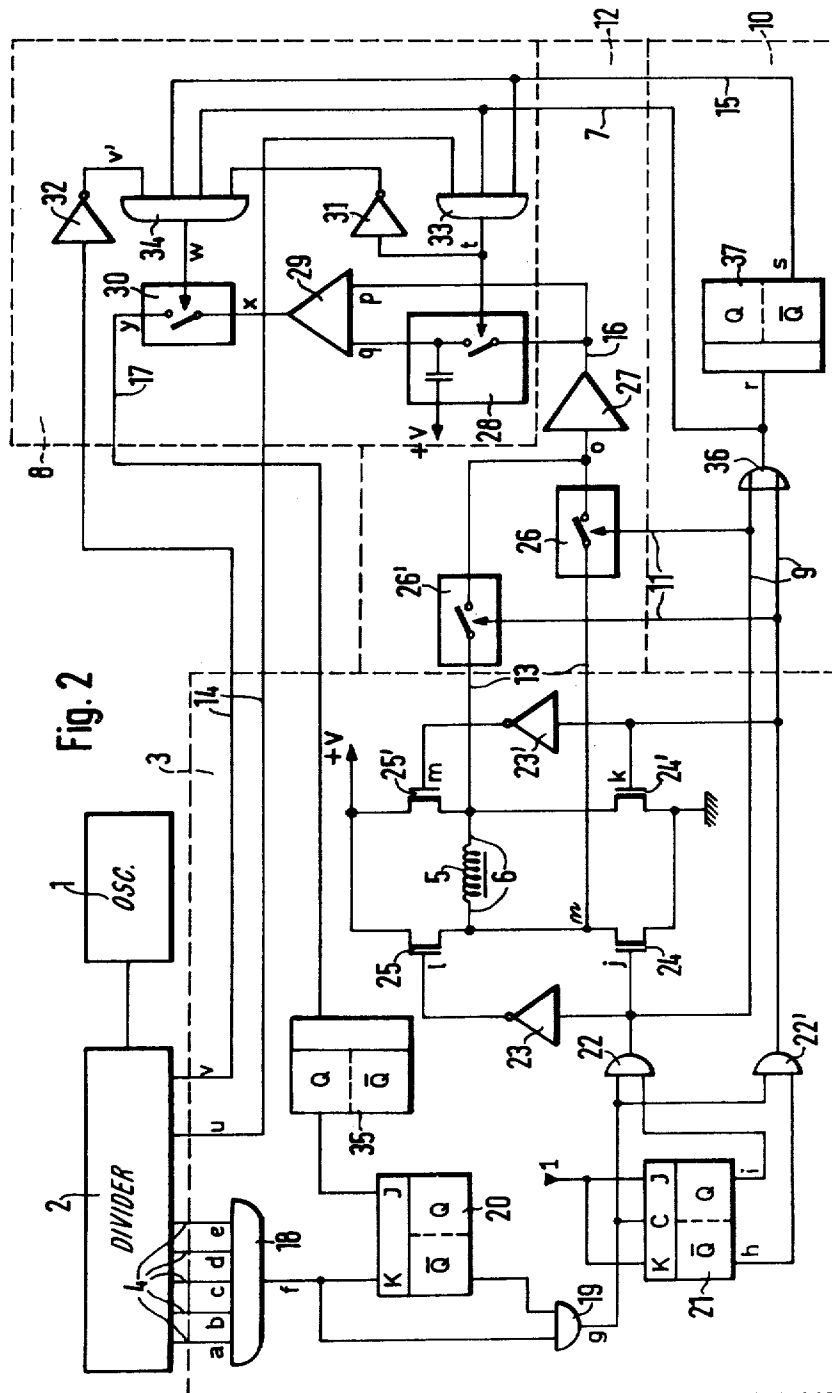 Fig. 2
1
OSC.
2
DIVIDER
4
a
b
c
d
e
u
v
18
f
3
14
8
17
32
v'
34
w
30
y
x
29
31
33
t
p
q
28
+V
16
27
o
12
10
15
7
26'
26
11
13
9
36
r
37
Q
Q̅
s
+V
25'
m
25
l
5
6
23'
23
k
24'
j
24
n
35
Q
Q̅
20
K
J
Q̅
Q
19
g
1
21
K
C
J
Q̅
Q
h
i
22
22'